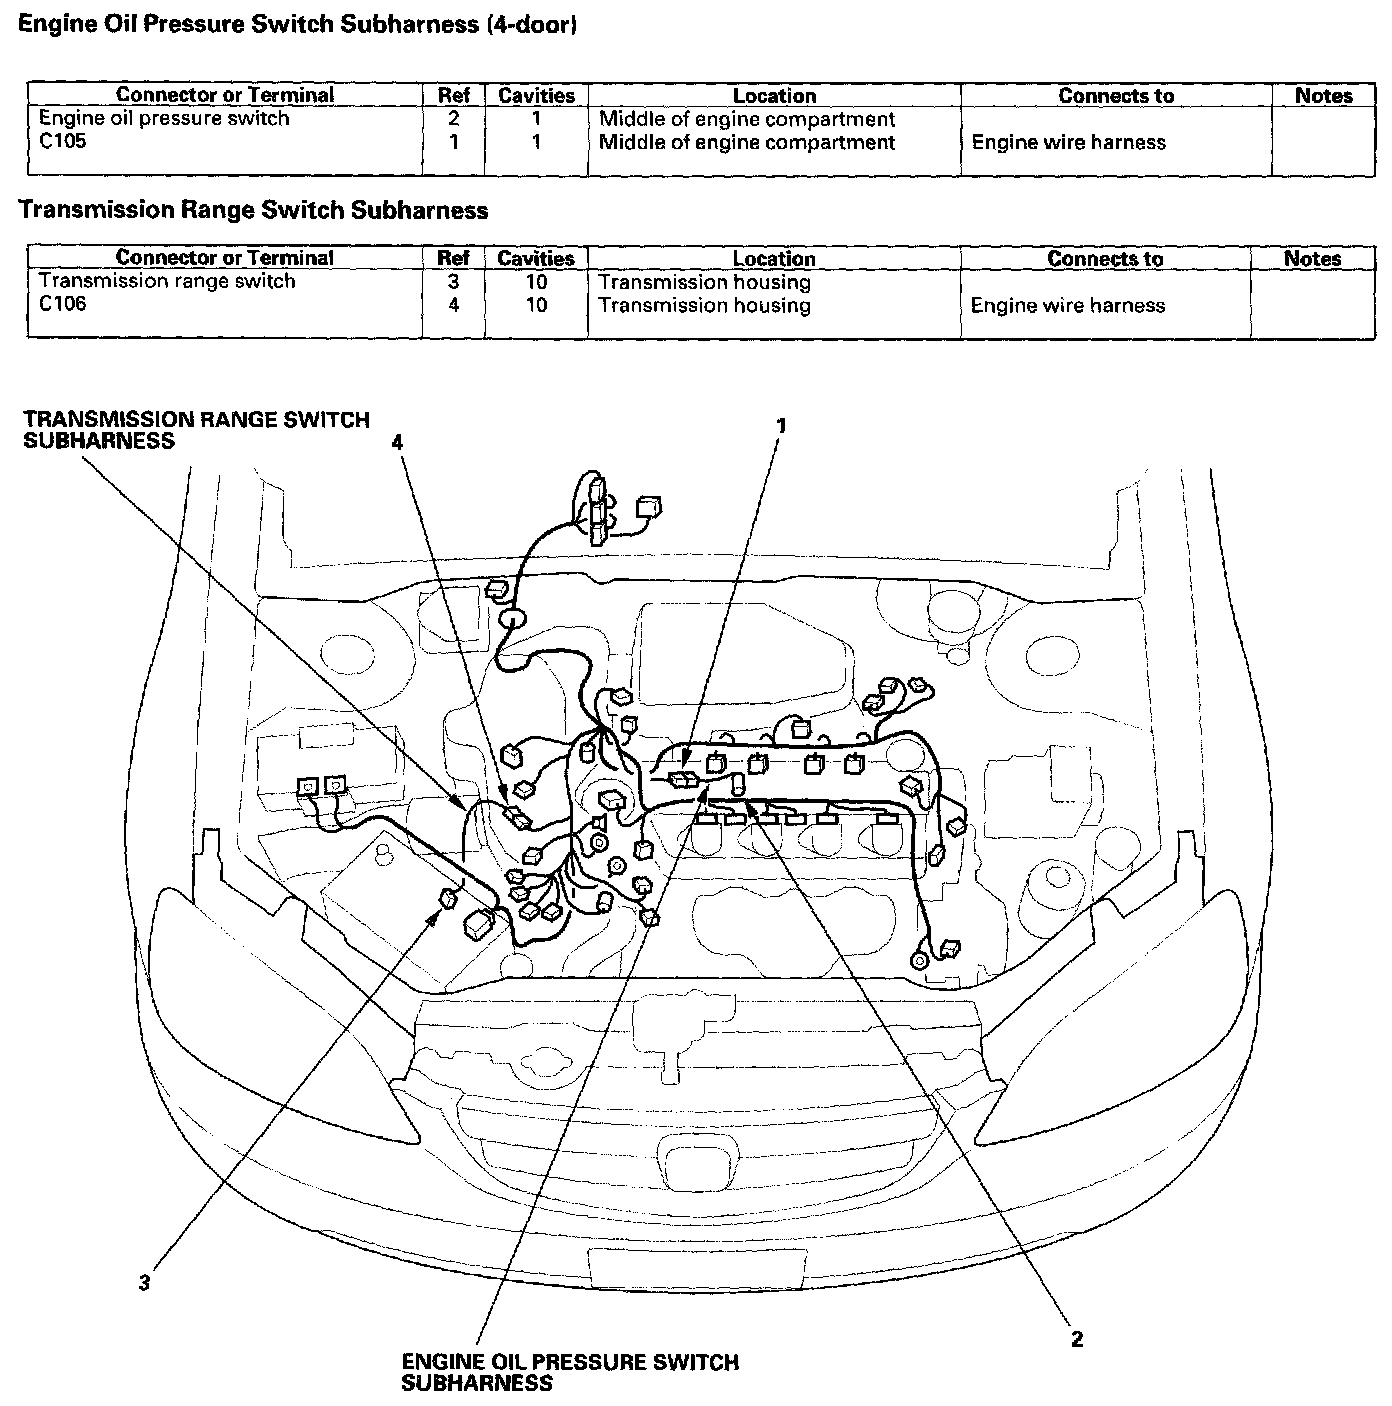 Engine Oil Pressure Switch Subharness (4-door)
Connector or Terminal Ref Cavities Location Connects to Notes
Engine oil pressure switch 2 1 Middle of engine compartment
C105 1 1 Middle of engine compartment Engine wire harness
Transmission Range Switch Subharness
Connector or Terminal Ref Cavities Location Connects to Notes
Transmission range switch 3 10 Transmission housing
C106 4 10 Transmission housing Engine wire harness
TRANSMISSION RANGE SWITCH
SUBHARNESS
4
1
3
2
ENGINE OIL PRESSURE SWITCH
SUBHARNESS